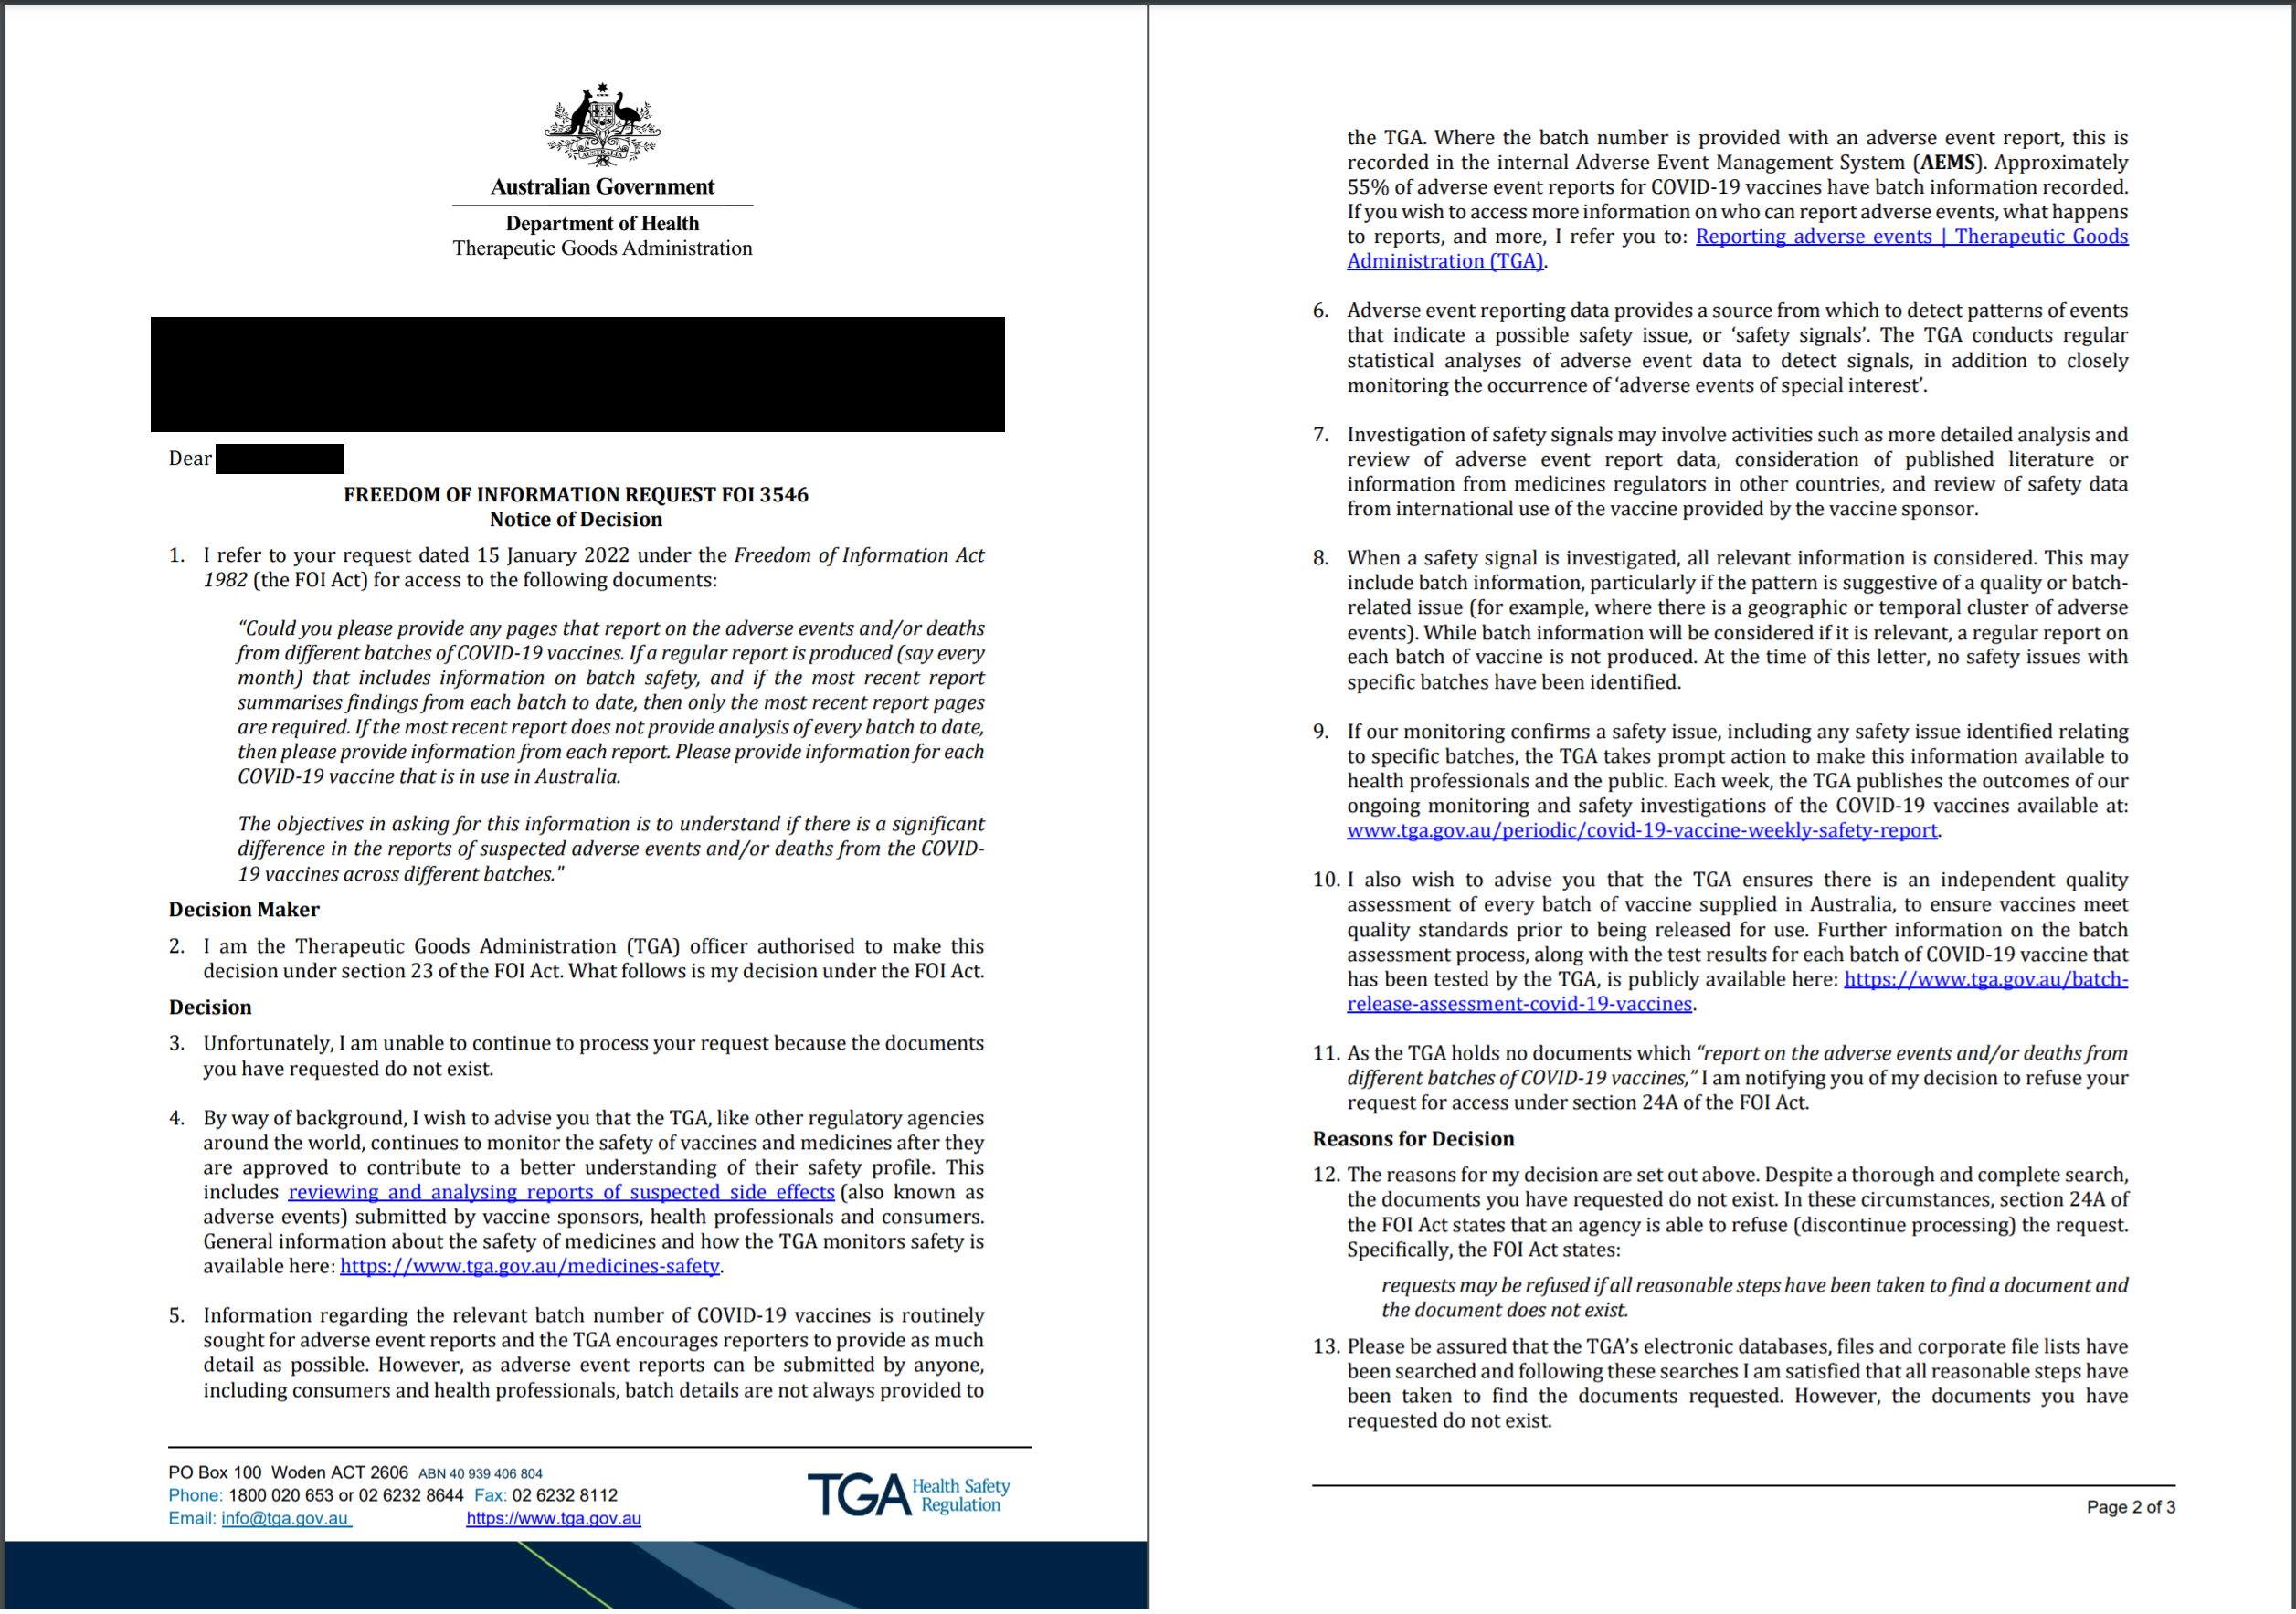 AUSTRALIA
Australian Government
Department of Health
Therapeutic Goods Administration
Dear
FREEDOM OF INFORMATION REQUEST FOI 3546
Notice of Decision
1. I refer to your request dated 15 January 2022 under the Freedom of Information Act
1982 (the FOI Act) for access to the following documents:
“Could you please provide any pages that report on the adverse events and/or deaths
from different batches of COVID-19 vaccines. If a regular report is produced (say every
month) that includes information on batch safety, and if the most recent report
summarises findings from each batch to date, then only the most recent report pages
are required. If the most recent report does not provide analysis of every batch to date,
then please provide information from each report. Please provide information for each
COVID-19 vaccine that is in use in Australia.
The objectives in asking for this information is to understand if there is a significant
difference in the reports of suspected adverse events and/or deaths from the COVID-
19 vaccines across different batches."
Decision Maker
2. I am the Therapeutic Goods Administration (TGA) officer authorised to make this
decision under section 23 of the FOI Act. What follows is my decision under the FOI Act.
Decision
3. Unfortunately, I am unable to continue to process your request because the documents
you have requested do not exist.
4. By way of background, I wish to advise you that the TGA, like other regulatory agencies
around the world, continues to monitor the safety of vaccines and medicines after they
are approved to contribute to a better understanding of their safety profile. This
includes reviewing and analysing reports of suspected side effects (also known as
adverse events) submitted by vaccine sponsors, health professionals and consumers.
General information about the safety of medicines and how the TGA monitors safety is
available here: https://www.tga.gov.au/medicines-safety.
5. Information regarding the relevant batch number of COVID-19 vaccines is routinely
sought for adverse event reports and the TGA encourages reporters to provide as much
detail as possible. However, as adverse event reports can be submitted by anyone,
including consumers and health professionals, batch details are not always provided to
PO Box 100 Woden ACT 2606 ABN 40 939 406 804
Phone: 1800 020 653 or 02 6232 8644 Fax: 02 6232 8112
Email: info@tga.gov.au https://www.tga.gov.au
TGA Health Safety
Regulation
the TGA. Where the batch number is provided with an adverse event report, this is
recorded in the internal Adverse Event Management System (AEMS). Approximately
55% of adverse event reports for COVID-19 vaccines have batch information recorded.
If you wish to access more information on who can report adverse events, what happens
to reports, and more, I refer you to: Reporting adverse events | Therapeutic Goods
Administration (TGA).
6. Adverse event reporting data provides a source from which to detect patterns of events
that indicate a possible safety issue, or ‘safety signals’. The TGA conducts regular
statistical analyses of adverse event data to detect signals, in addition to closely
monitoring the occurrence of ‘adverse events of special interest’.
7. Investigation of safety signals may involve activities such as more detailed analysis and
review of adverse event report data, consideration of published literature or
information from medicines regulators in other countries, and review of safety data
from international use of the vaccine provided by the vaccine sponsor.
8. When a safety signal is investigated, all relevant information is considered. This may
include batch information, particularly if the pattern is suggestive of a quality or batch-
related issue (for example, where there is a geographic or temporal cluster of adverse
events). While batch information will be considered if it is relevant, a regular report on
each batch of vaccine is not produced. At the time of this letter, no safety issues with
specific batches have been identified.
9. If our monitoring confirms a safety issue, including any safety issue identified relating
to specific batches, the TGA takes prompt action to make this information available to
health professionals and the public. Each week, the TGA publishes the outcomes of our
ongoing monitoring and safety investigations of the COVID-19 vaccines available at:
www.tga.gov.au/periodic/covid-19-vaccine-weekly-safety-report.
10. I also wish to advise you that the TGA ensures there is an independent quality
assessment of every batch of vaccine supplied in Australia, to ensure vaccines meet
quality standards prior to being released for use. Further information on the batch
assessment process, along with the test results for each batch of COVID-19 vaccine that
has been tested by the TGA, is publicly available here: https://www.tga.gov.au/batch-
release-assessment-covid-19-vaccines.
11. As the TGA holds no documents which “report on the adverse events and/or deaths from
different batches of COVID-19 vaccines,” I am notifying you of my decision to refuse your
request for access under section 24A of the FOI Act.
Reasons for Decision
12. The reasons for my decision are set out above. Despite a thorough and complete search,
the documents you have requested do not exist. In these circumstances, section 24A of
the FOI Act states that an agency is able to refuse (discontinue processing) the request.
Specifically, the FOI Act states:
requests may be refused if all reasonable steps have been taken to find a document and
the document does not exist.
13. Please be assured that the TGA’s electronic databases, files and corporate file lists have
been searched and following these searches I am satisfied that all reasonable steps have
been taken to find the documents requested. However, the documents you have
requested do not exist.
Page 2 of 3